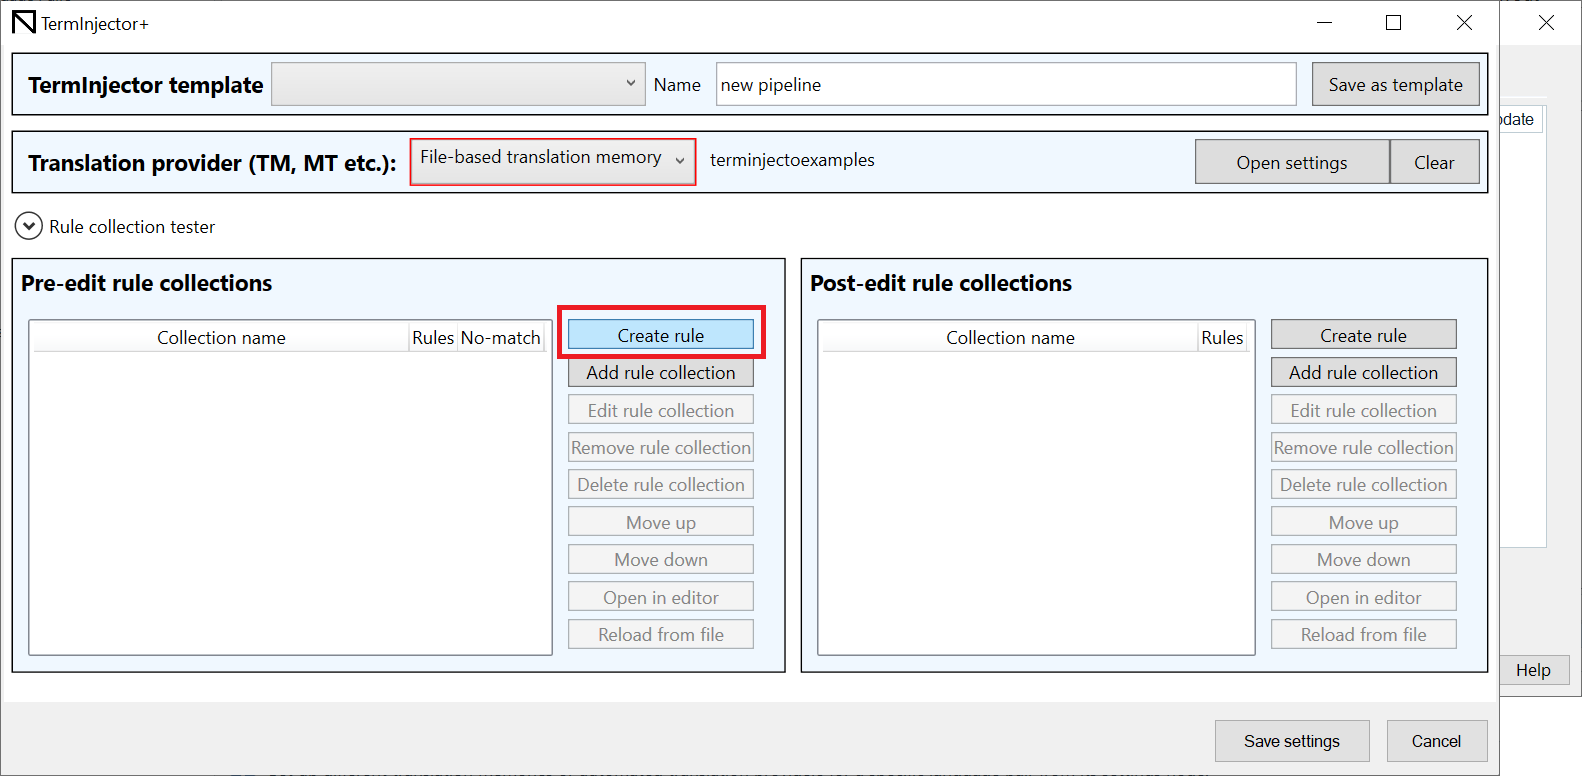 TermInjector+
TermInjector template
Name
new pipeline
Save as template
date
Translation provider (TM, MT etc.):
File-based translation memory
terminjectoexamples
Open settings
Clear
Rule collection tester
Pre-edit rule collections
Collection name
Rules
No-match
Create rule
Add rule collection
Edit rule collection
Remove rule collection
Delete rule collection
Move up
Move down
Open in editor
Reload from file
Post-edit rule collections
Collection name
Rules
Create rule
Add rule collection
Edit rule collection
Remove rule collection
Delete rule collection
Move up
Move down
Open in editor
Reload from file
Help
Save settings
Cancel